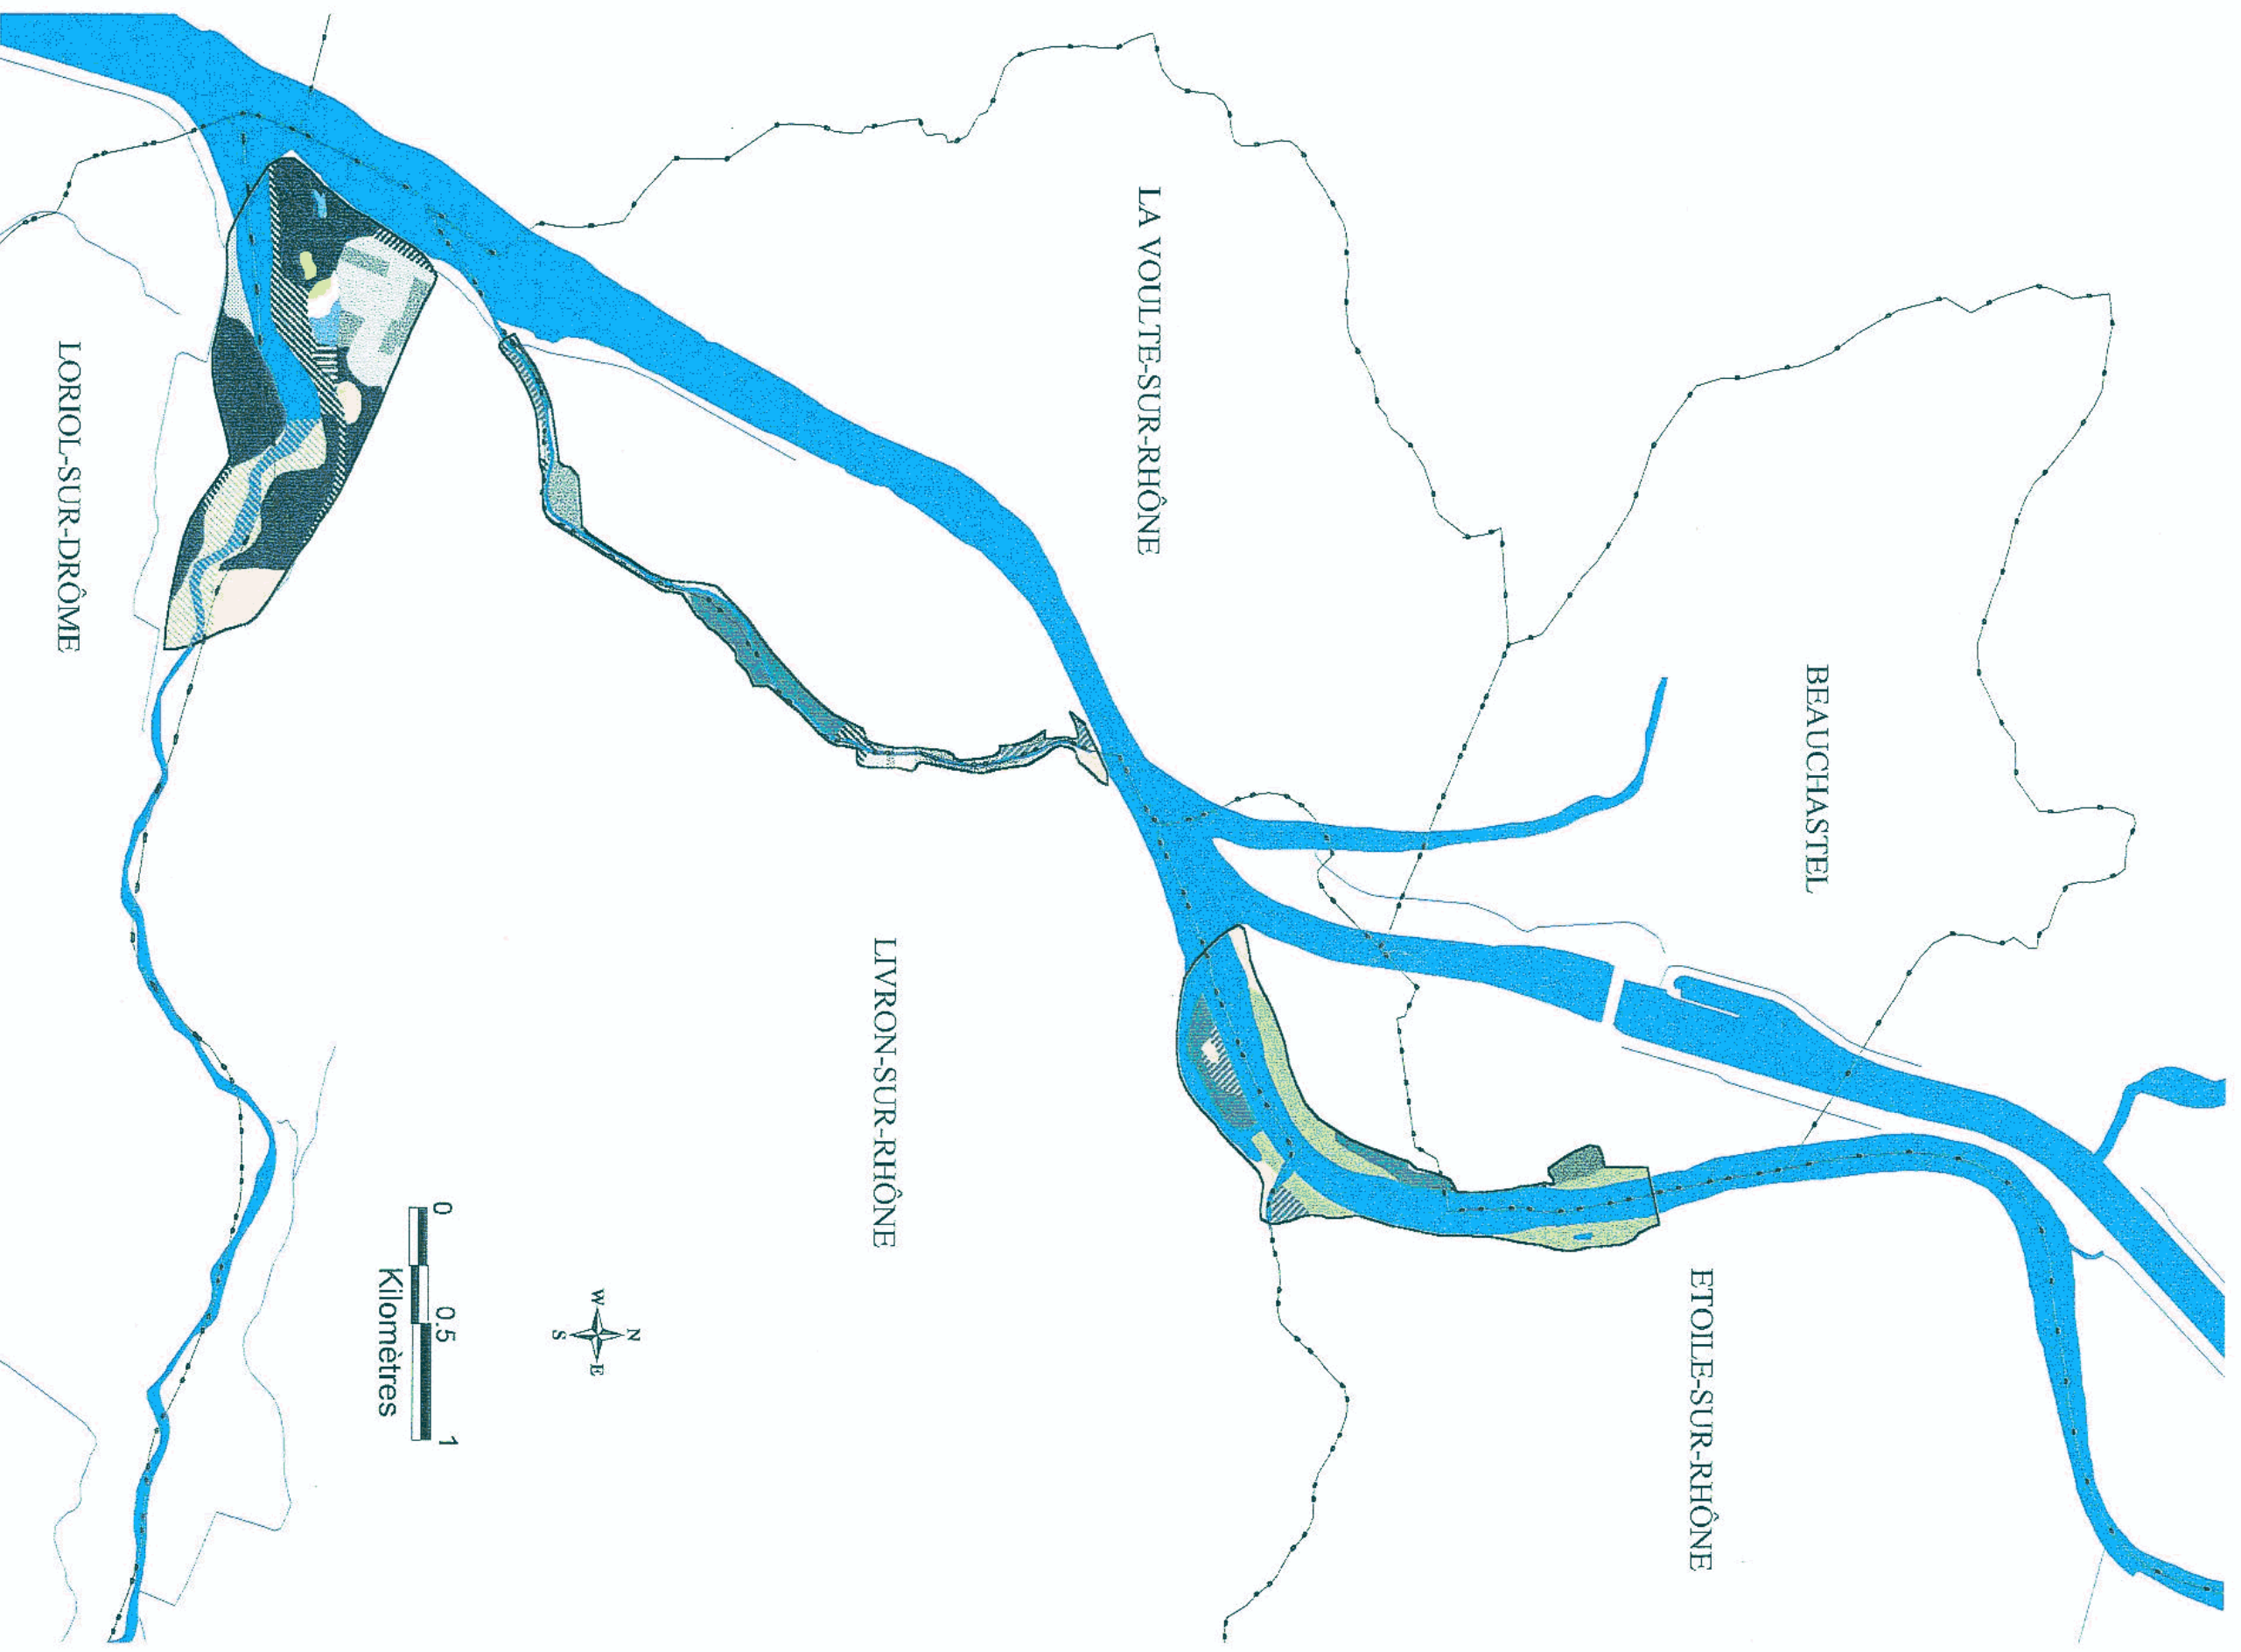 BEAUCHASTEL
ETOILE-SUR-RHÔNE
LA VOULTE-SUR-RHÔNE
LIVRON-SUR-RHÔNE
N
W
E
S
0 0.5 1
Kilomètres
LORIOL-SUR-DRÔME